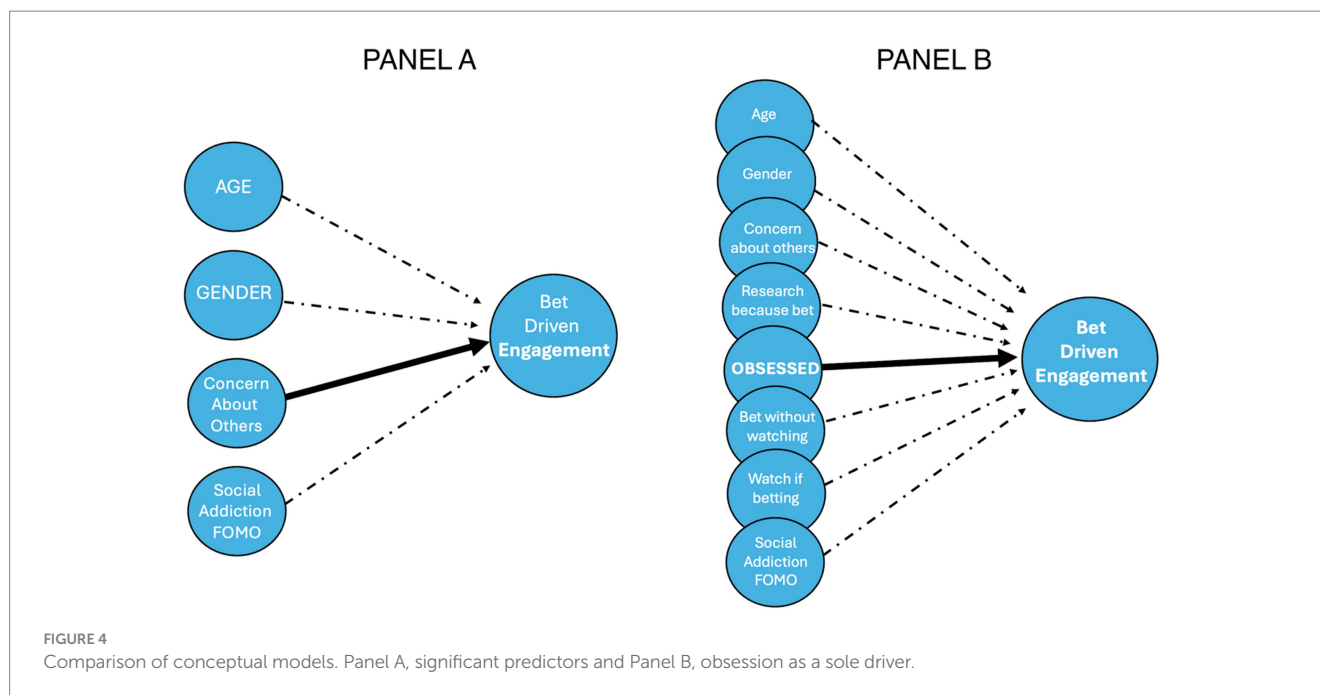 PANEL A
AGE
GENDER
Concern
About
Others
Social
Addiction
FOMO
Bet
Driven
Engagement
PANEL B
Age
Gender
Concern
about others
Research
because bet
OBSESSED
Bet without
watching
Watch if
betting
Social
Addiction
FOMO
Bet
Driven
Engagement
FIGURE 4
Comparison of conceptual models. Panel A, significant predictors and Panel B, obsession as a sole driver.